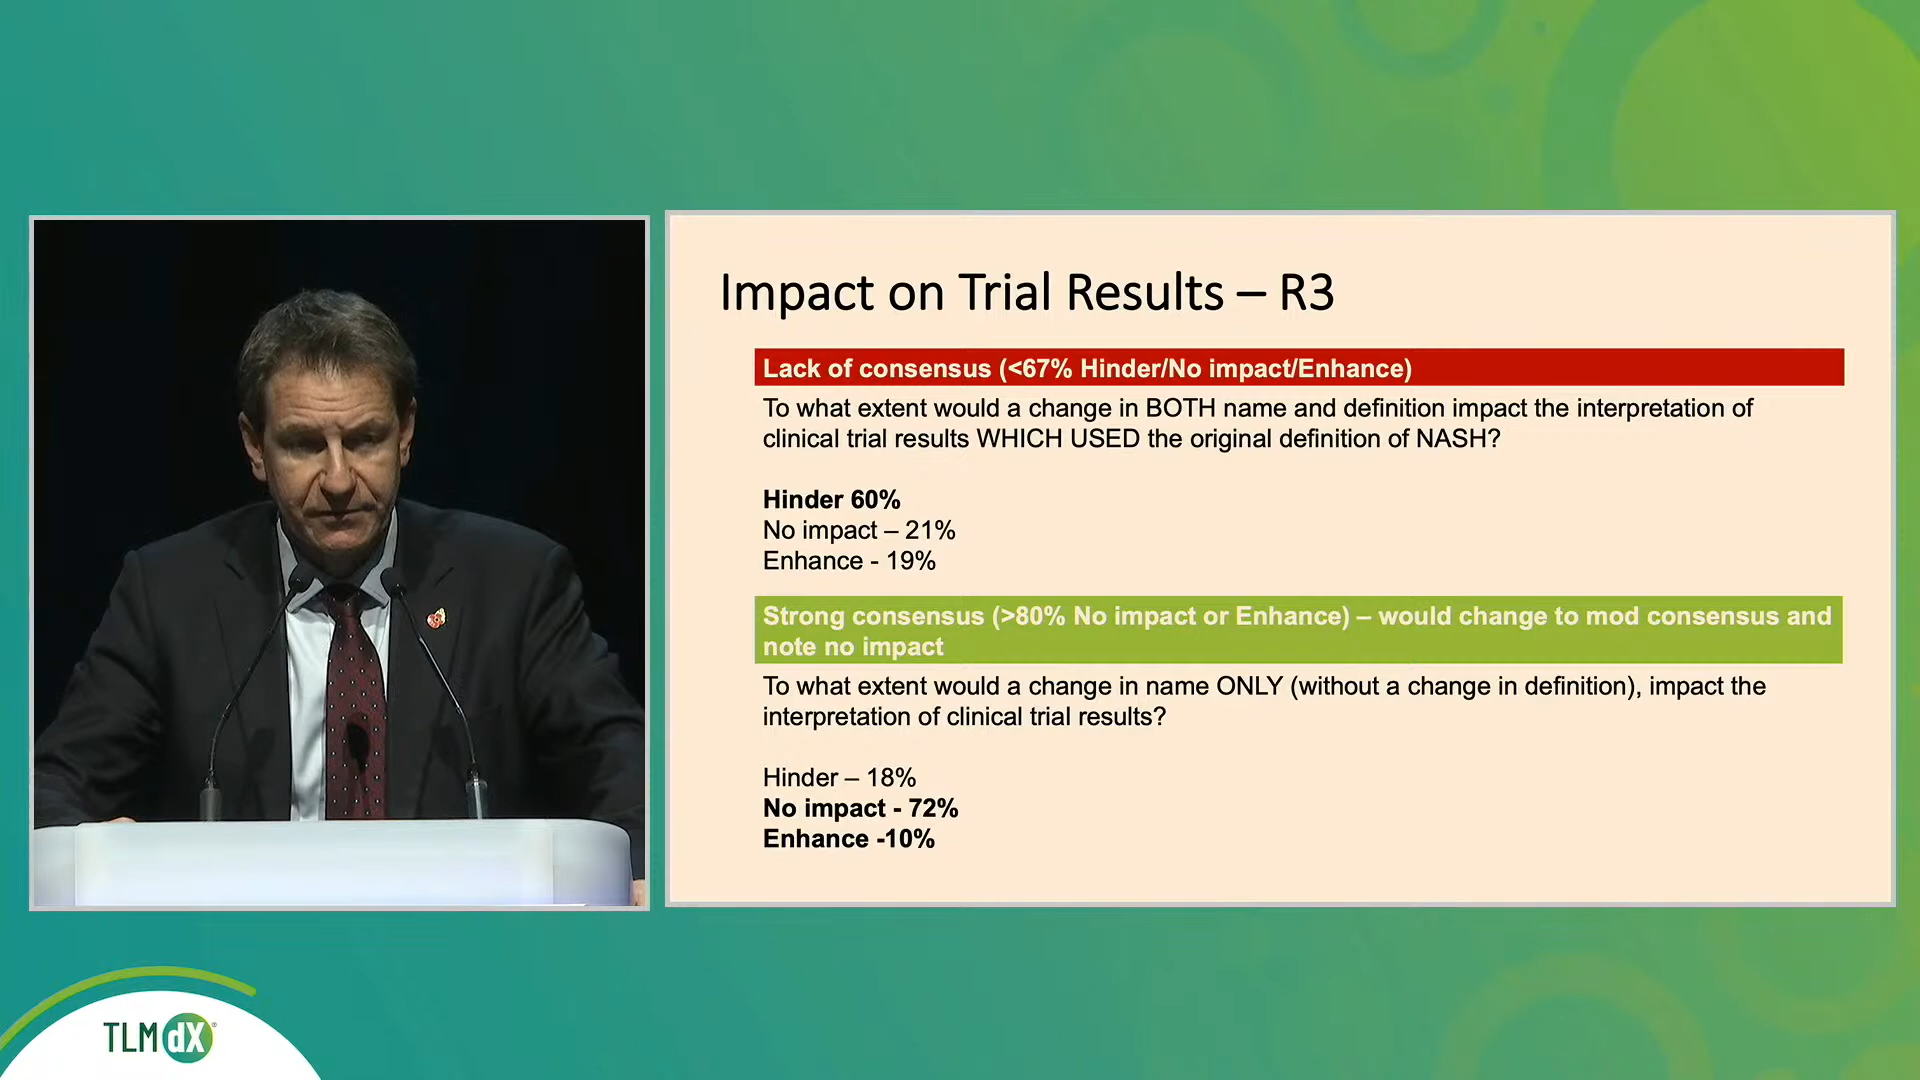 Impact on Trial Results – R3
Lack of consensus (<67% Hinder/No impact/Enhance)
To what extent would a change in BOTH name and definition impact the interpretation of
clinical trial results WHICH USED the original definition of NASH?
Hinder 60%
No impact – 21%
Enhance - 19%
Strong consensus (>80% No impact or Enhance) – would change to mod consensus and
note no impact
To what extent would a change in name ONLY (without a change in definition), impact the
interpretation of clinical trial results?
Hinder – 18%
No impact - 72%
Enhance -10%
TLMdX®